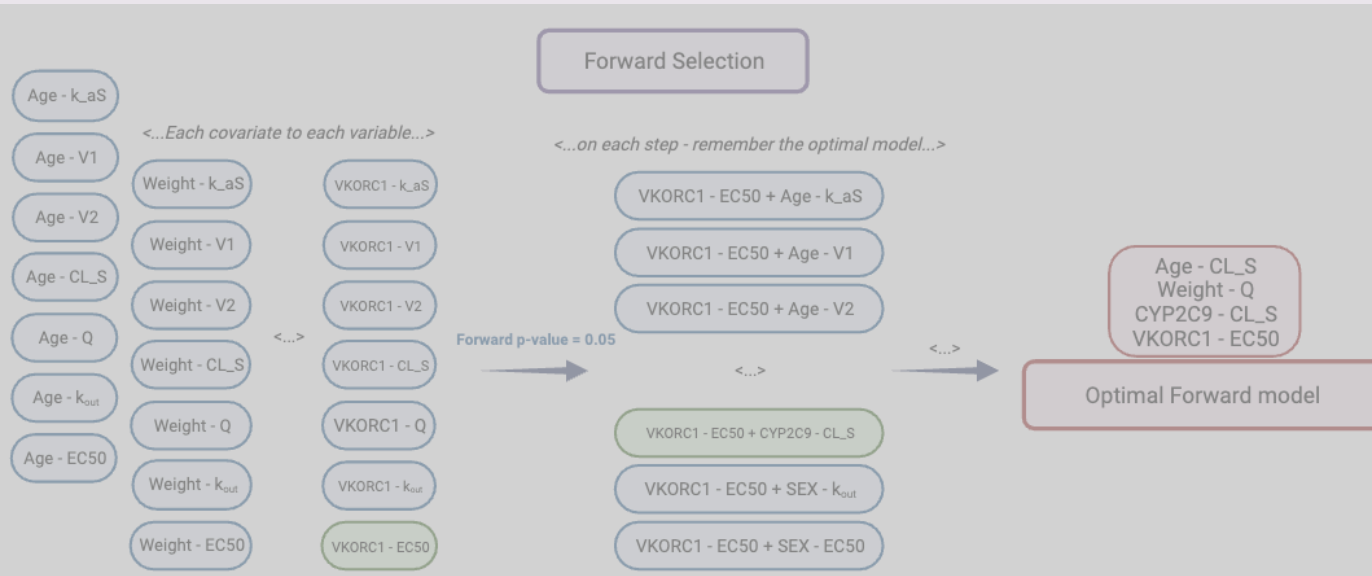 Forward Selection
Age - k_aS
Age - V1
Age - V2
Age - CL_S
Age - Q
Age - kout
Age - EC50
<...Each covariate to each variable...>
Weight - k_aS
Weight - V1
Weight - V2
Weight - CL_S
Weight - Q
Weight - kout
Weight - EC50
<...>
VKORC1 - k_aS
VKORC1 - V1
VKORC1 - V2
VKORC1 - CL_S
VKORC1 - Q
VKORC1 - kout
VKORC1 - EC50
Forward p-value = 0.05
<...on each step - remember the optimal model...>
VKORC1 - EC50 + Age - k_aS
VKORC1 - EC50 + Age - V1
VKORC1 - EC50 + Age - V2
<...>
VKORC1 - EC50 + CYP2C9 - CL_S
VKORC1 - EC50 + SEX - kout
VKORC1 - EC50 + SEX - EC50
<...>
Age - CL_S
Weight - Q
CYP2C9 - CL_S
VKORC1 - EC50
Optimal Forward model